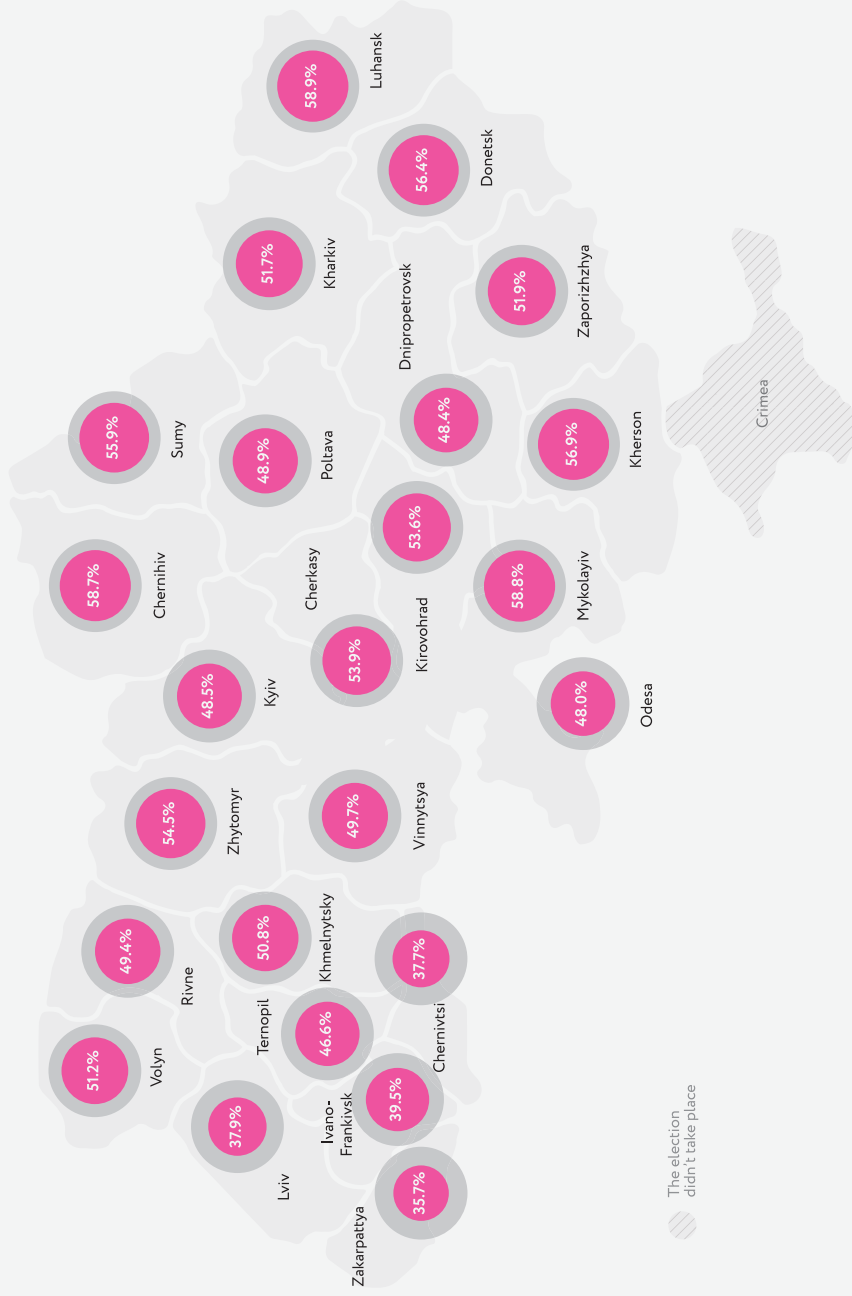 51.2%
Volyn
49.4%
Rivne
54.5%
Zhytomyr
48.5%
Kyiv
58.7%
Chernihiv
55.9%
Sumy
37.9%
Lviv
Ternopil
46.6%
50.8%
Khmelnytsky
49.7%
Vinnytsya
53.9%
Cherkasy
48.9%
Poltava
51.7%
Kharkiv
58.9%
Luhansk
Zakarpattya
35.7%
Ivano-
Frankivsk
39.5%
37.7%
Chernivtsi
53.6%
Kirovohrad
Dnipropetrovsk
48.4%
56.4%
Donetsk
48.0%
Odesa
58.8%
Mykolayiv
56.9%
Kherson
51.9%
Zaporizhzhya
Crimea
The election
didn't take place